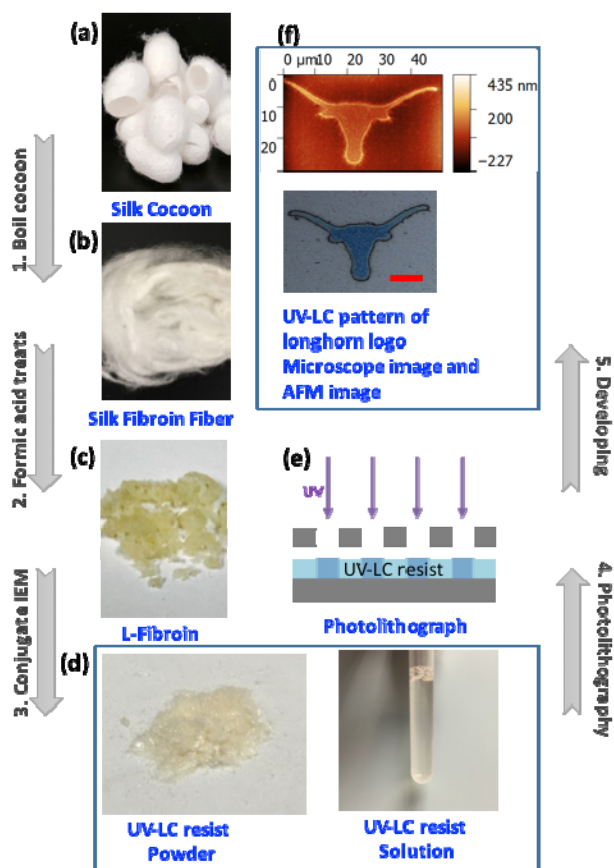 (a)
Silk Cocoon
1. Boil cocoon
(b)
Silk Fibroin Fiber
2. Formic acid treats
(c)
L-Fibroin
3. Conjugate IEM
(d)
UV-LC resist
Powder
UV-LC resist
Solution
4. Photolithography
(e)
UV
UV-LC resist
Photolithograph
5. Developing
(f)
0 μm10 20 30 40
0
10
20
435 nm
200
−227
UV-LC pattern of
longhorn logo
Microscope image and
AFM image